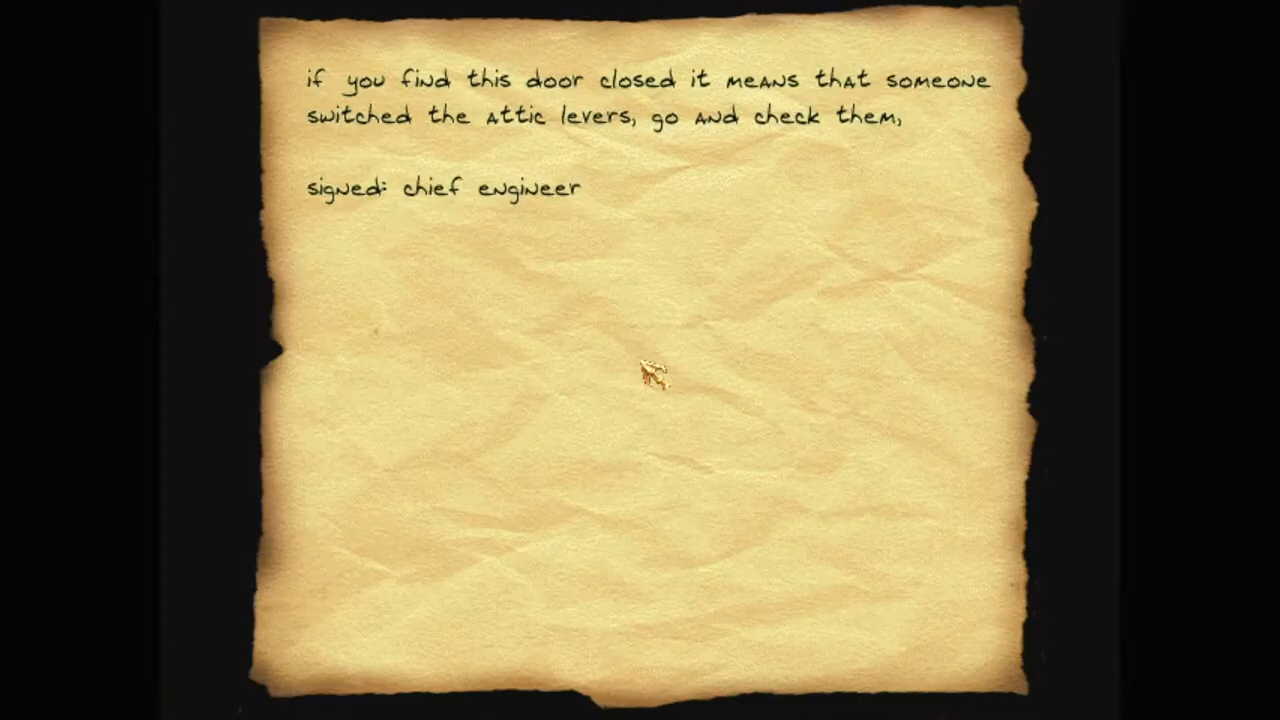 if you find this door closed it means that someone
switched the attic levers, go and check them,
signed: chief engineer